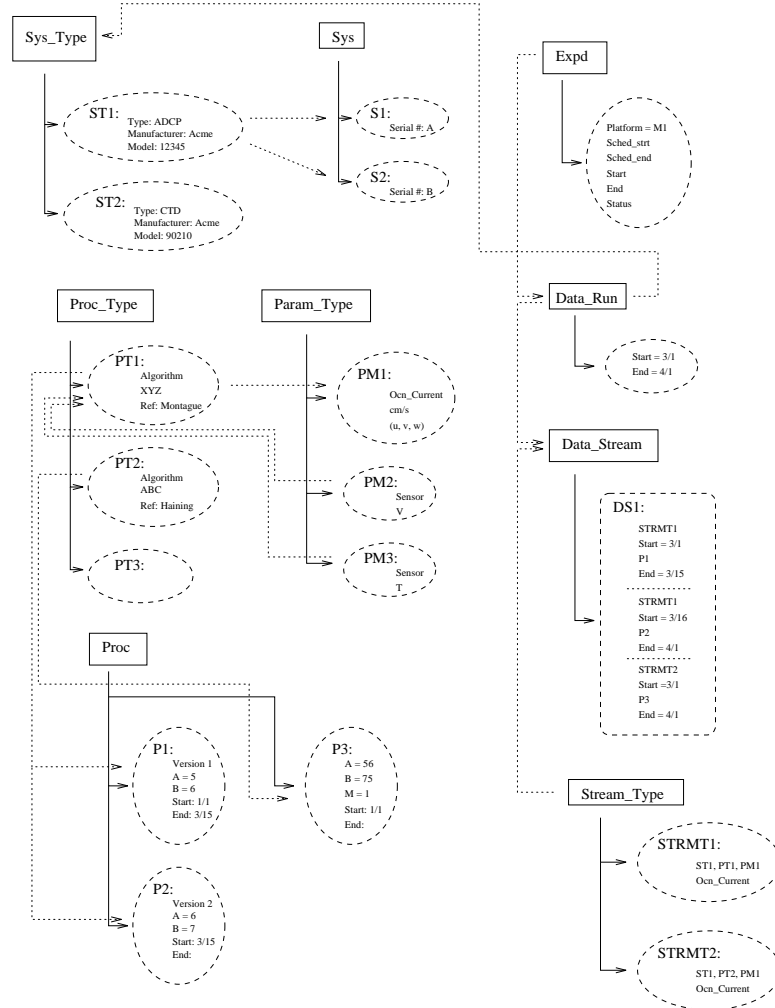 Sys_Type
Sys
Expd
ST1:
Type: ADCP
Manufacturer: Acme
Model: 12345
S1:
Serial #: A
S2:
Serial #: B
ST2:
Type: CTD
Manufacturer: Acme
Model: 90210
Platform = M1
Sched_strt
Sched_end
Start
End
Status
Proc_Type
Param_Type
Data_Run
PT1:
Algorithm
XYZ
Ref: Montague
PM1:
Ocn_Current
cm/s
(u, v, w)
Start = 3/1
End = 4/1
PT2:
Algorithm
ABC
Ref: Haining
PM2:
Sensor
V
Data_Stream
PT3:
PM3:
Sensor
T
DS1:
STRMT1
Start = 3/1
P1
End = 3/15
STRMT1
Start = 3/16
P2
End = 4/1
STRMT2
Start =3/1
P3
End = 4/1
Proc
P1:
Version 1
A = 5
B = 6
Start: 1/1
End: 3/15
P3:
A = 56
B = 75
M = 1
Start: 1/1
End:
Stream_Type
P2:
Version 2
A = 6
B = 7
Start: 3/15
End:
STRMT1:
ST1, PT1, PM1
Ocn_Current
STRMT2:
ST1, PT2, PM1
Ocn_Current